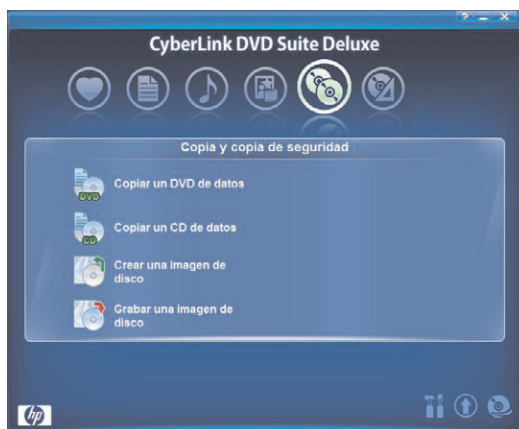 ? – x
CyberLink DVD Suite Deluxe
Copia y copia de seguridad
DVD
Copiar un DVD de datos
CD
Copiar un CD de datos
Crear una imagen de
disco
Grabar una imagen de
disco
hp